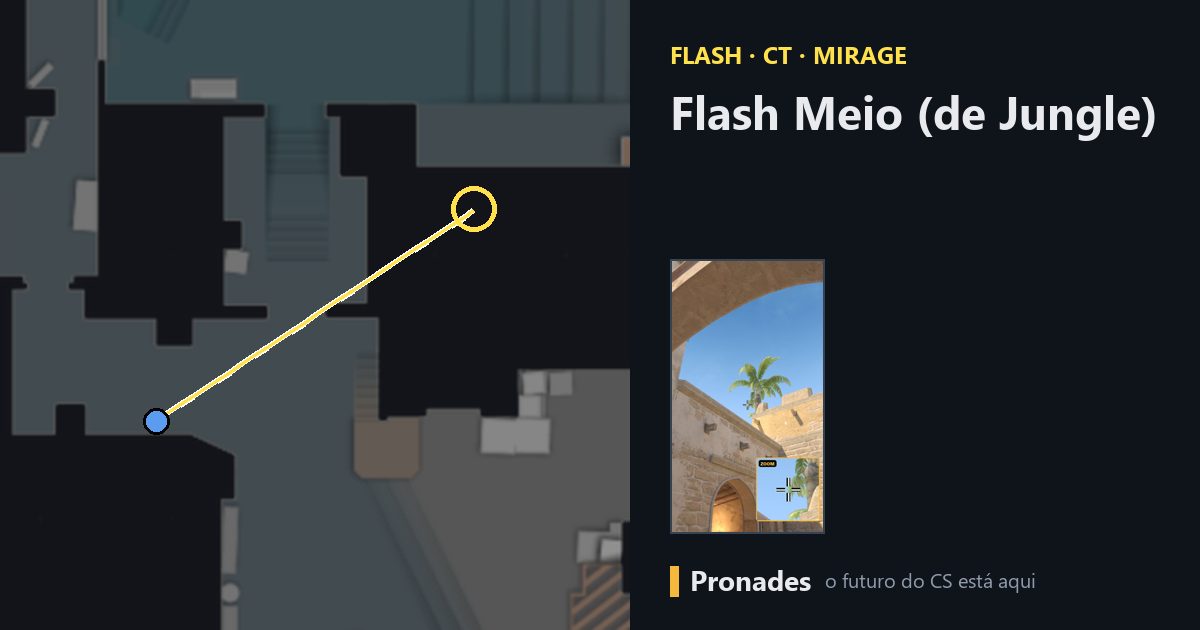 FLASH · CT · MIRAGE
Flash Meio (de Jungle)
ZOOM
Pronades o futuro do CS está aqui